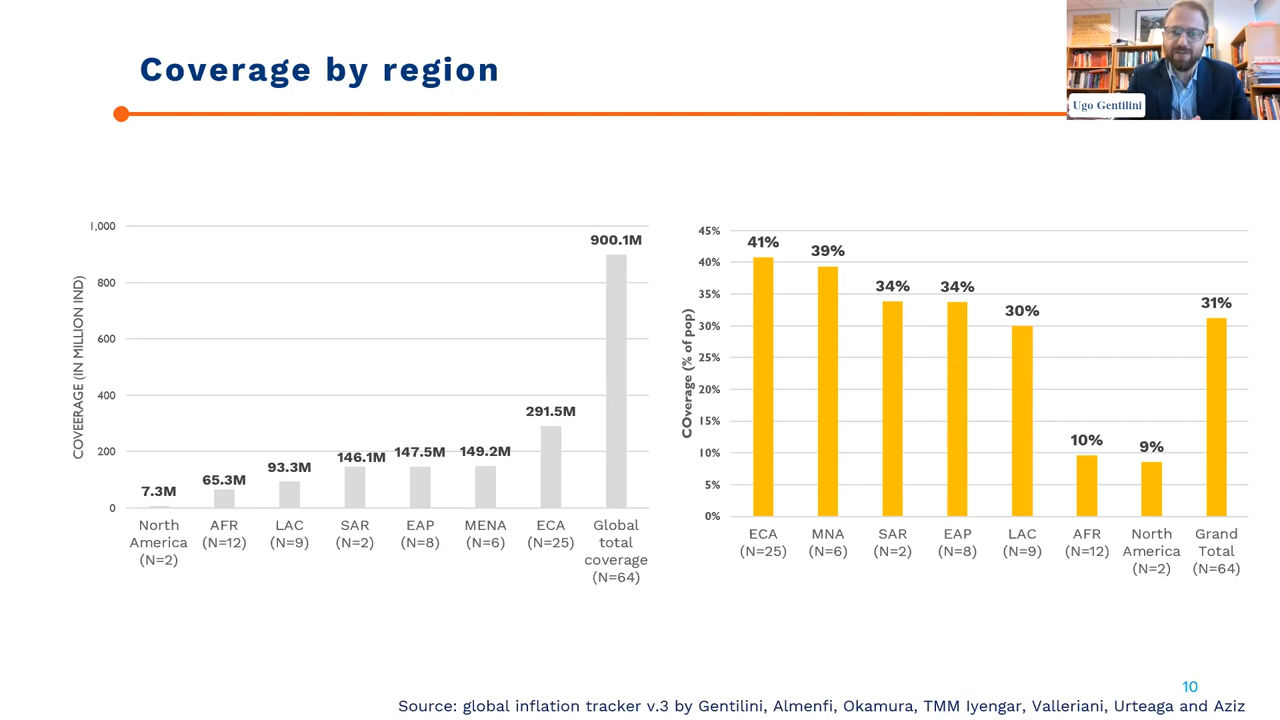 Coverage by region
Ugo Gentilini
COVEERAGE (IN MILLION IND)
1,000
800
600
400
200
0
7.3M
65.3M
93.3M
146.1M
147.5M
149.2M
291.5M
900.1M
North America (N=2)
AFR (N=12)
LAC (N=9)
SAR (N=2)
EAP (N=8)
MENA (N=6)
ECA (N=25)
Global total coverage (N=64)
COverage (% of pop)
45%
40%
35%
30%
25%
20%
15%
10%
5%
0%
41%
39%
34%
34%
30%
10%
9%
31%
ECA (N=25)
MNA (N=6)
SAR (N=2)
EAP (N=8)
LAC (N=9)
AFR (N=12)
North America (N=2)
Grand Total (N=64)
10
Source: global inflation tracker v.3 by Gentilini, Almenfi, Okamura, TMM Iyengar, Valleriani, Urteaga and Aziz